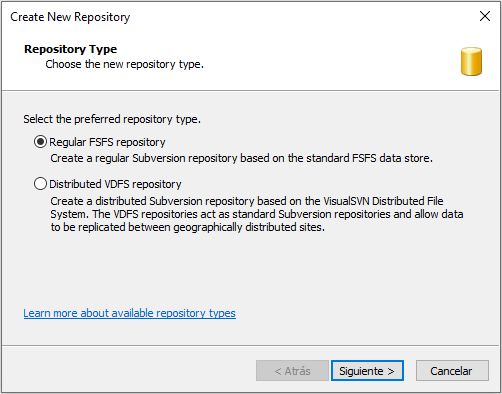 Create New Repository
Repository Type
Choose the new repository type.
Select the preferred repository type.
Regular FSFS repository
Create a regular Subversion repository based on the standard FSFS data store.
Distributed VDFS repository
Create a distributed Subversion repository based on the VisualSVN Distributed File
System. The VDFS repositories act as standard Subversion repositories and allow data
to be replicated between geographically distributed sites.
Learn more about available repository types
< Atrás
Siguiente >
Cancelar